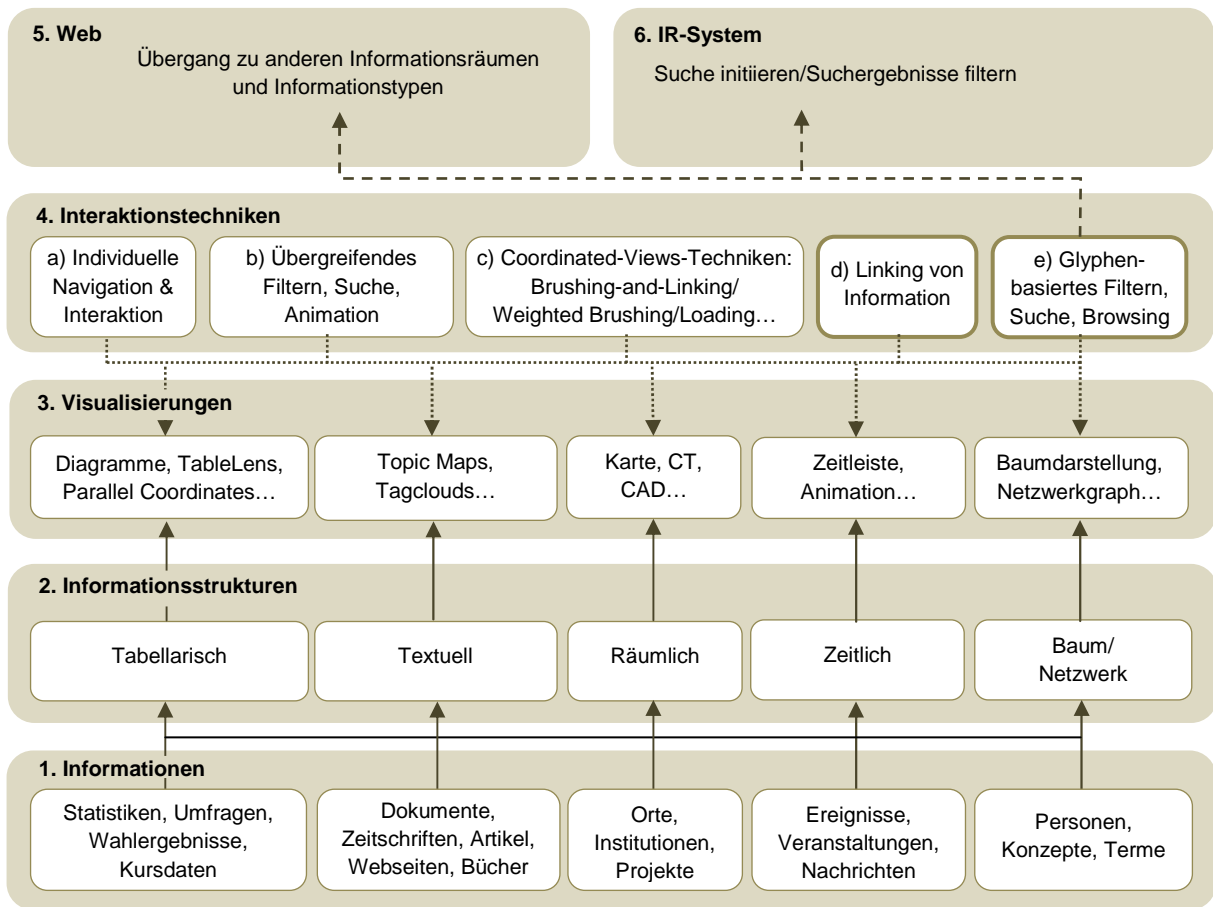 5. Web
Übergang zu anderen Informationsräumen
und Informationstypen
6. IR-System
Suche initiieren/Suchergebnisse filtern
4. Interaktionstechniken
a) Individuelle
Navigation &
Interaktion
b) Übergreifendes
Filtern, Suche,
Animation
c) Coordinated-Views-Techniken:
Brushing-and-Linking/
Weighted Brushing/Loading…
d) Linking von
Information
e) Glyphen-
basiertes Filtern,
Suche, Browsing
3. Visualisierungen
Diagramme, TableLens,
Parallel Coordinates…
Topic Maps,
Tagclouds…
Karte, CT,
CAD…
Zeitleiste,
Animation…
Baumdarstellung,
Netzwerkgraph…
2. Informationsstrukturen
Tabellarisch
Textuell
Räumlich
Zeitlich
Baum/
Netzwerk
1. Informationen
Statistiken, Umfragen,
Wahlergebnisse,
Kursdaten
Dokumente,
Zeitschriften, Artikel,
Webseiten, Bücher
Orte,
Institutionen,
Projekte
Ereignisse,
Veranstaltungen,
Nachrichten
Personen,
Konzepte, Terme